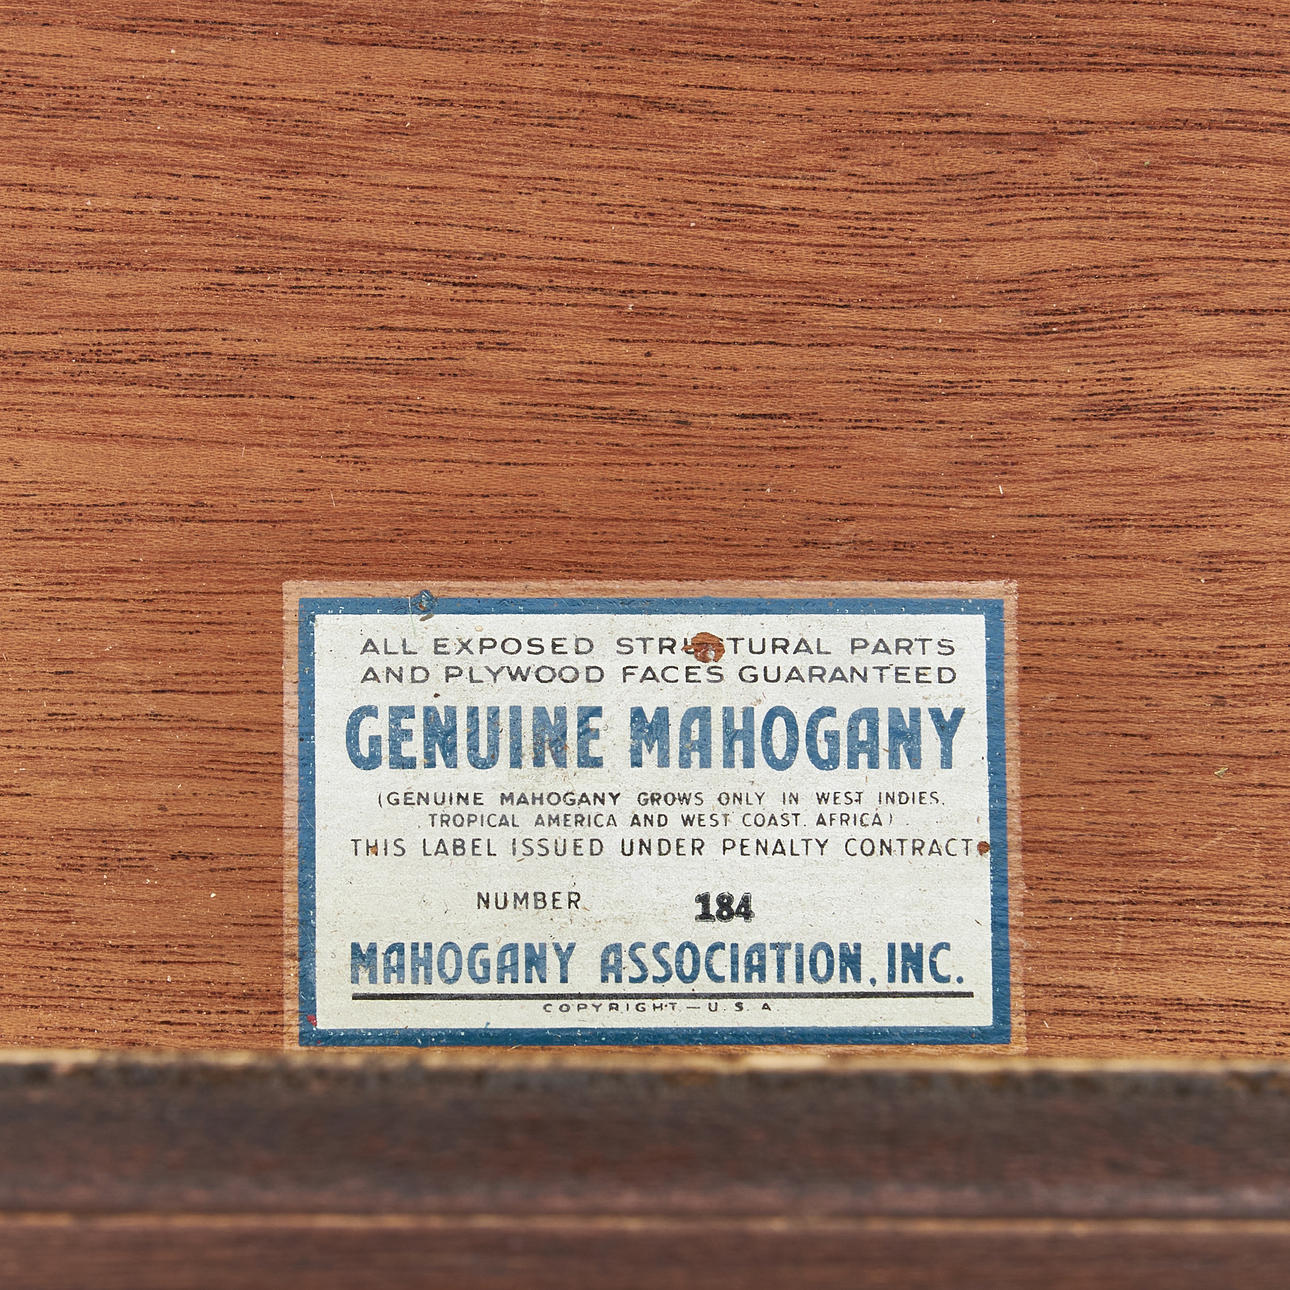 ALL EXPOSED PARTS
AND PLYWOOD FACES GUARANTEED
GENUINE MAHOGANY
(GENUINE MAHOGANY GROWS ONLY IN WEST INDIES,
TROPICAL AMERICA AND WEST COAST, AFRICA)
THIS LABEL ISSUED UNDER PENALTY CONTRACT
NUMBER 184
MAHOGANY ASSOCIATION, INC.
COPYRIGHT — U.S.A